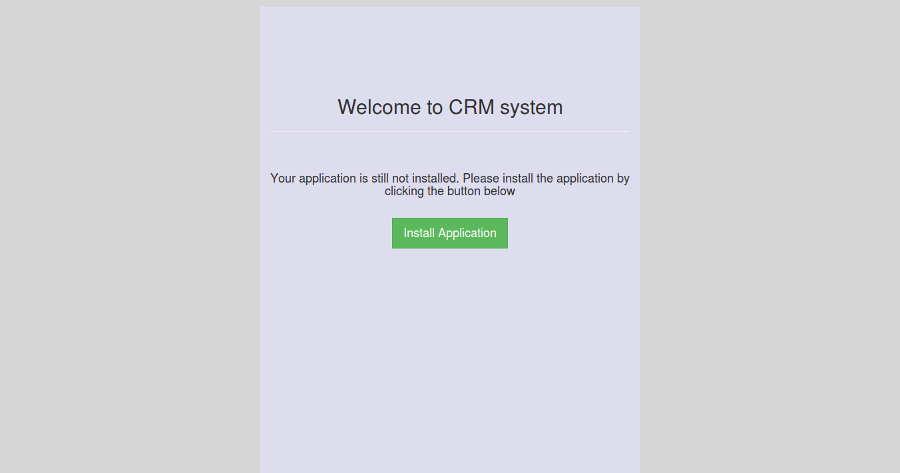 Welcome to CRM system
Your application is still not installed. Please install the application by
clicking the button below
Install Application